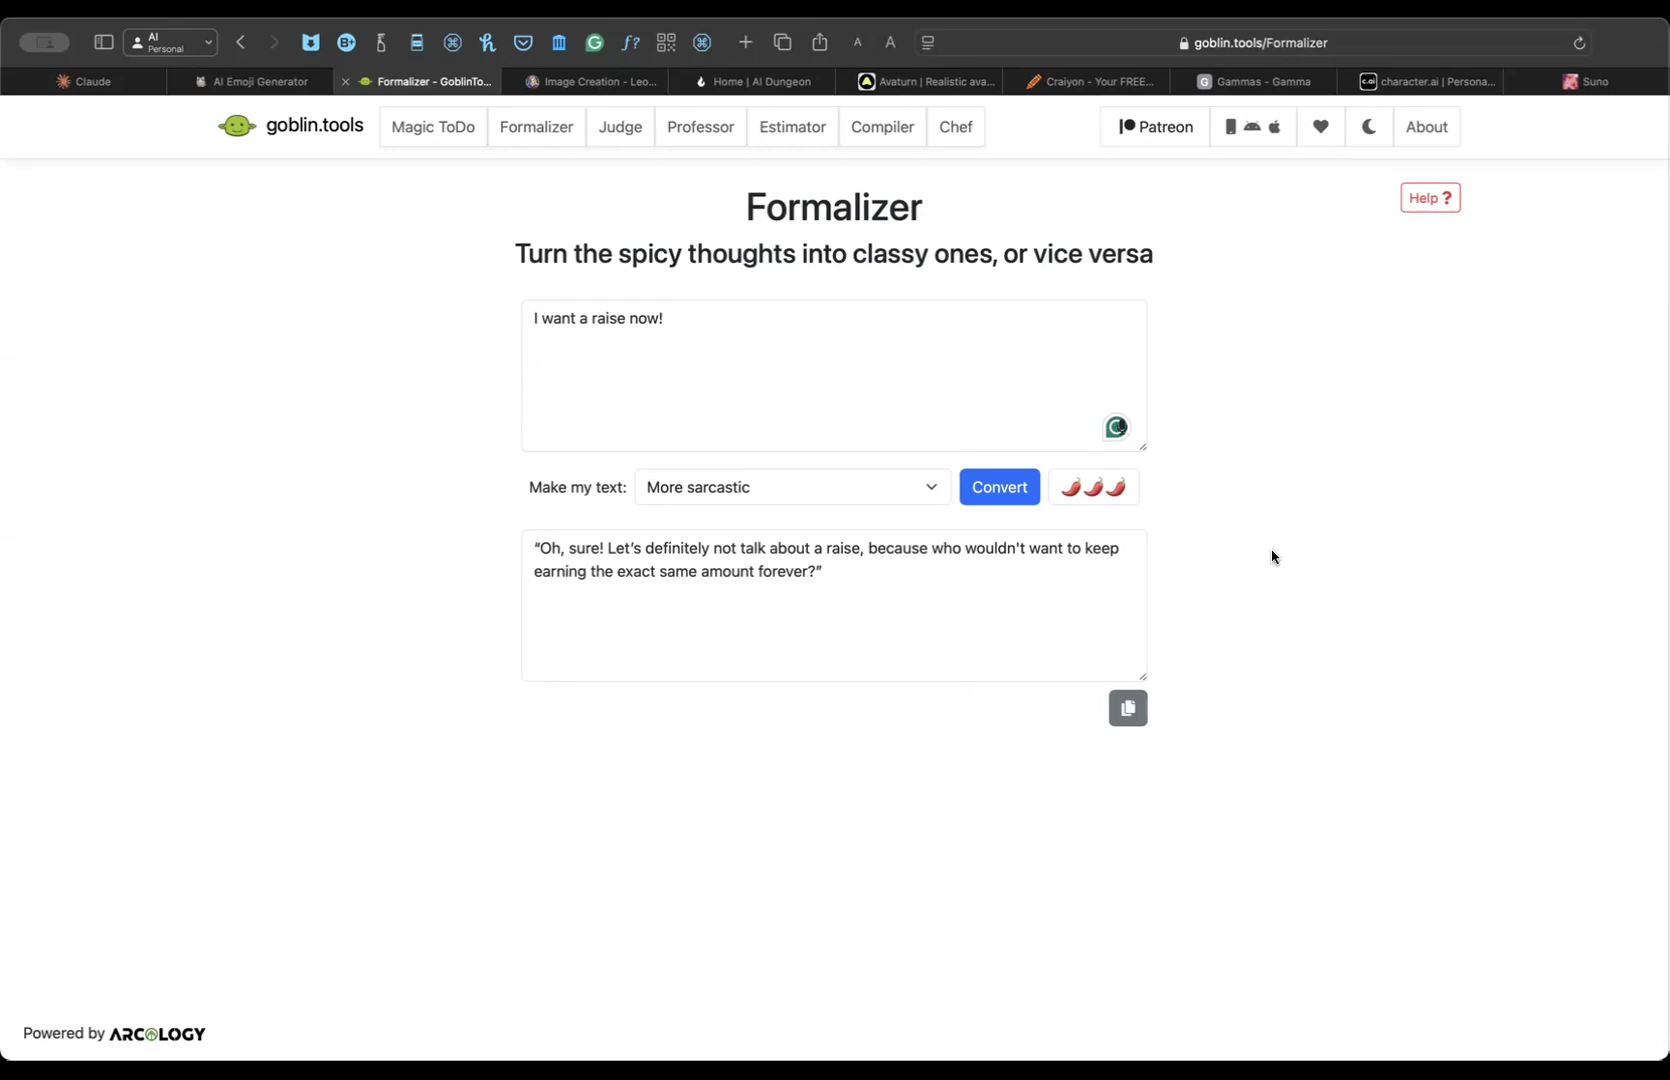 AI
Personal
goblin.tools/Formalizer
Claude
AI Emoji Generator
Formalizer - GoblinTo...
Image Creation - Leo...
Home | AI Dungeon
Avaturn | Realistic ava...
Craiyon - Your FREE...
Gammas - Gamma
character.ai | Persona...
Suno
goblin.tools
Magic ToDo
Formalizer
Judge
Professor
Estimator
Compiler
Chef
Patreon
About
Formalizer
Help ?
Turn the spicy thoughts into classy ones, or vice versa
I want a raise now!
Make my text: More sarcastic Convert
“Oh, sure! Let’s definitely not talk about a raise, because who wouldn't want to keep
earning the exact same amount forever?”
Powered by ARCOLOGY